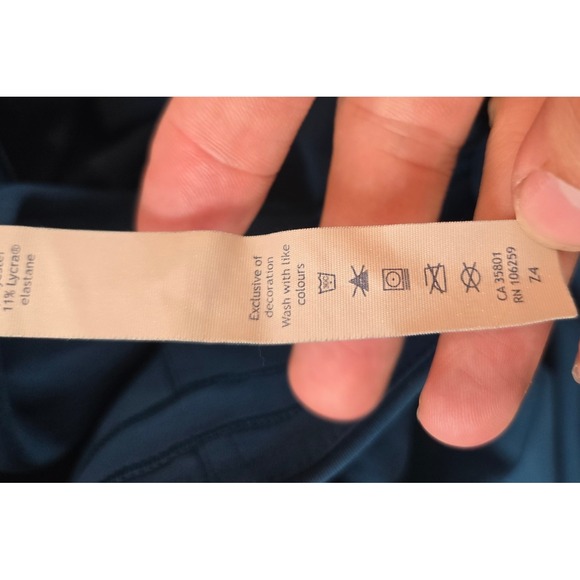 11% Lycra®
elastane
Exclusive of
decoration
Wash with like
colours
CA 35801
RN 106259
Z4